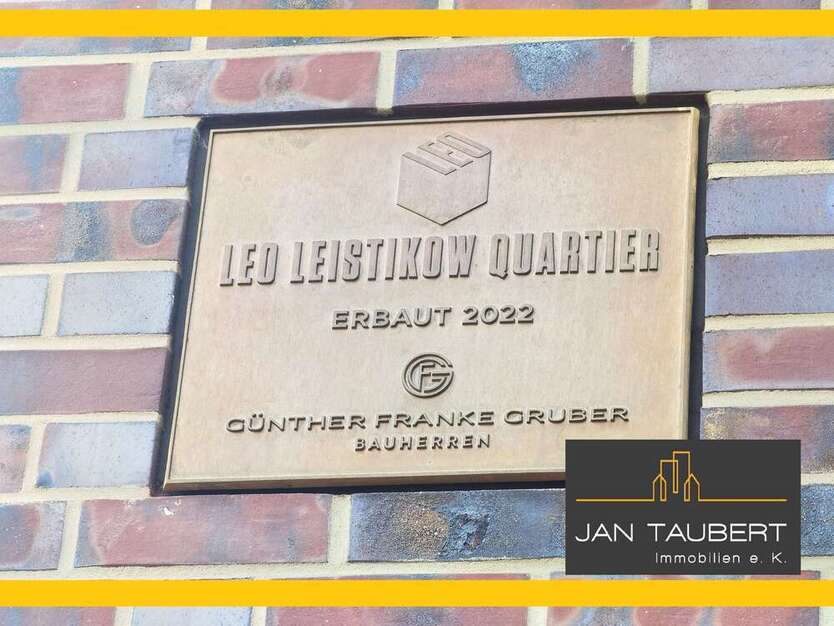 LEO
LEO LEISTIKOW QUARTIER
ERBAUT 2022
GFG
GÜNTHER FRANKE GRUBER
BAUHERREN
JAN TAUBERT
Immobilien e. K.